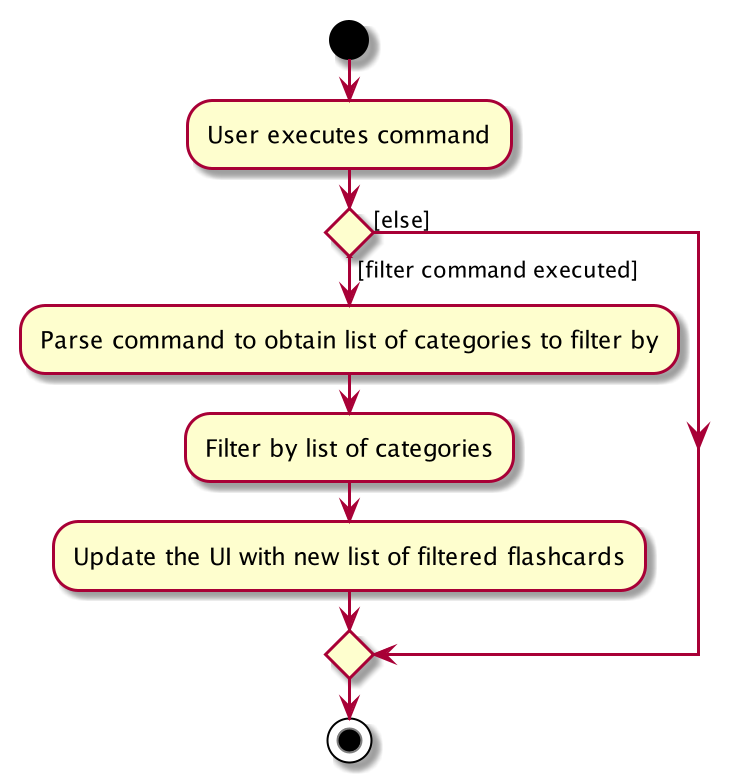 User executes command
[else]
[filter command executed]
Parse command to obtain list of categories to filter by
Filter by list of categories
Update the UI with new list of filtered flashcards